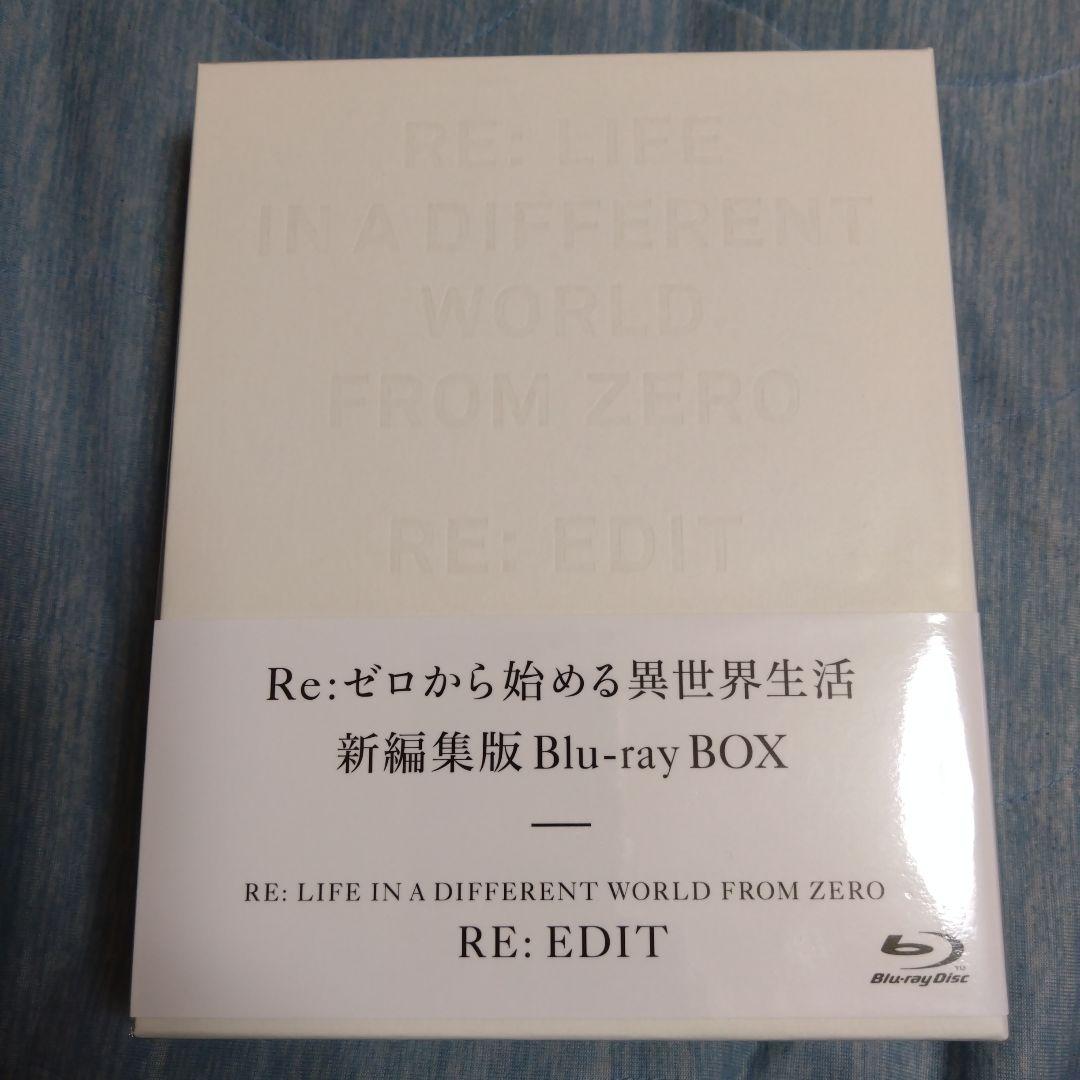 RE: LIFE
IN A DIFFERENT
WORLD
FROM ZERO
RE: EDIT
Re:ゼロから始める異世界生活
新編集版 Blu-ray BOX
RE: LIFE IN A DIFFERENT WORLD FROM ZERO
RE: EDIT
Blu-ray Disc
TM